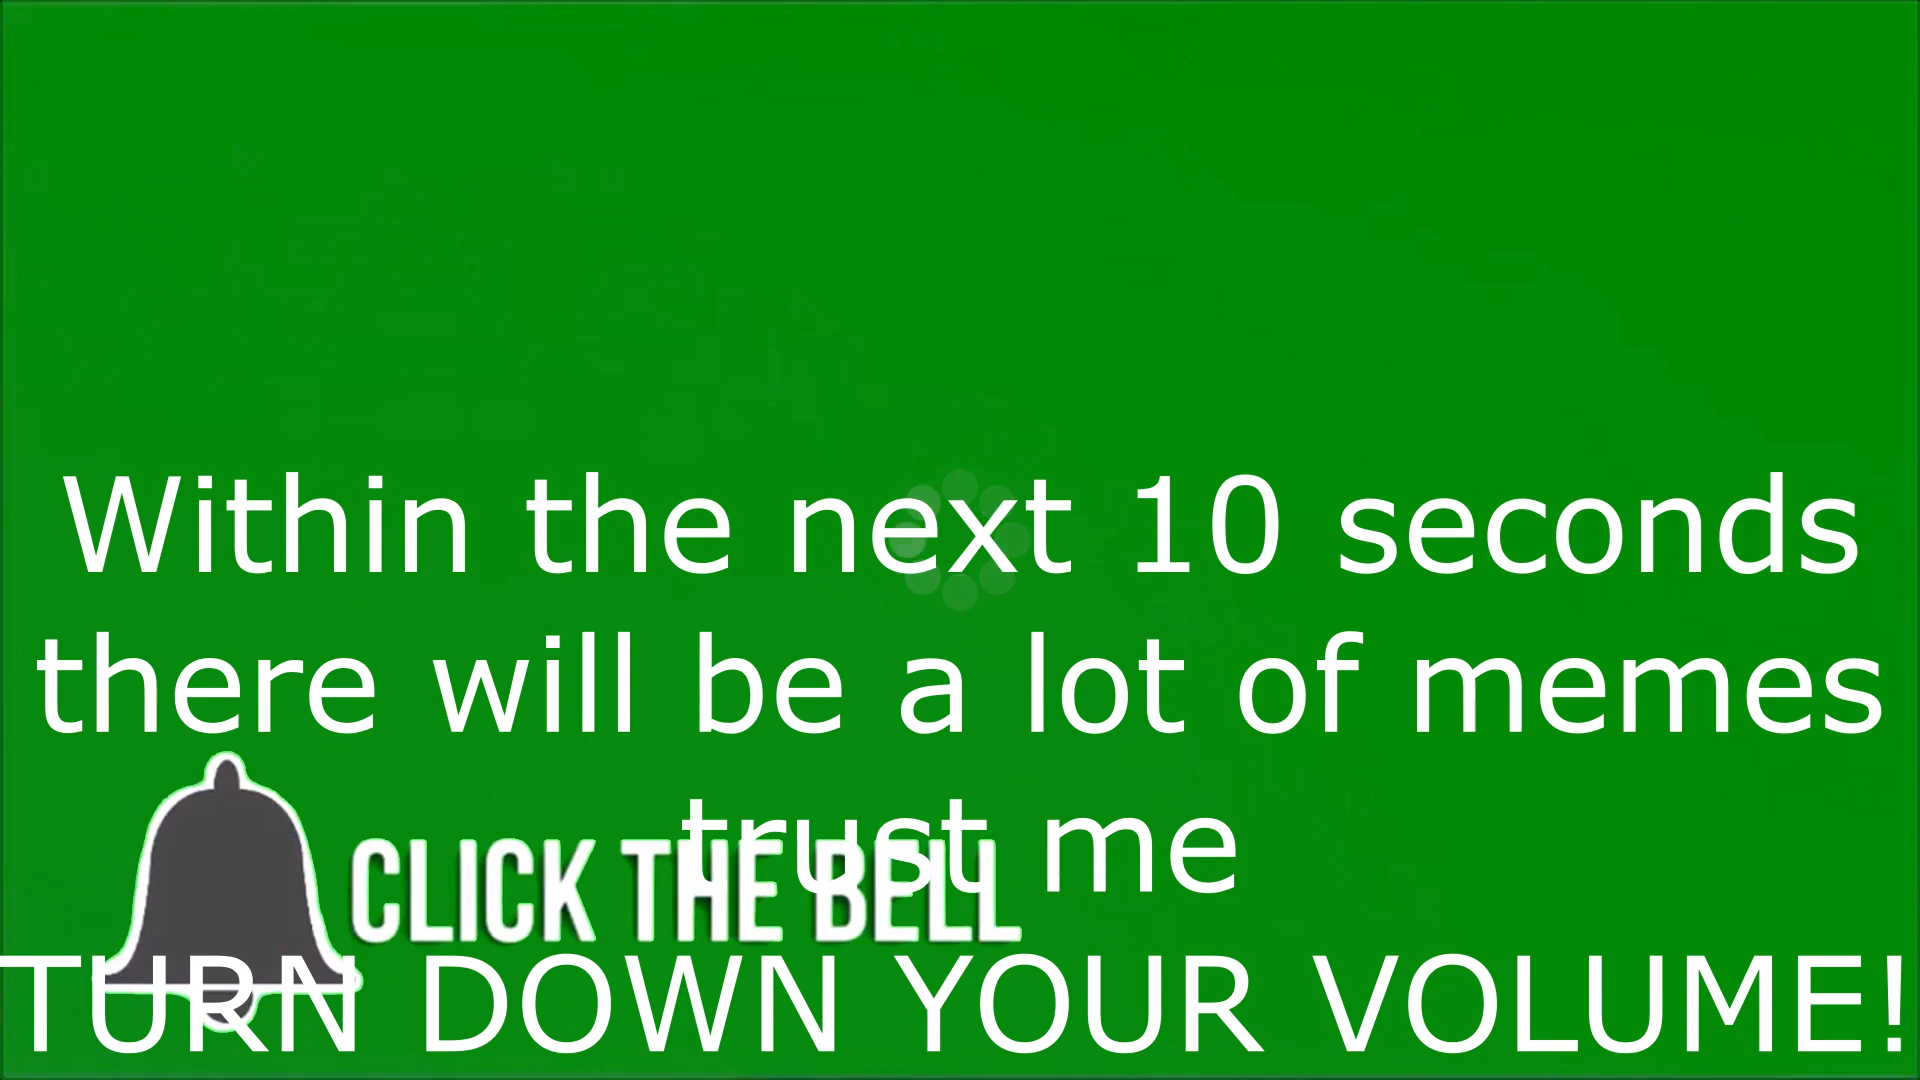 Within the next 10 seconds
there will be a lot of memes
trust me
CLICK THE BELL
TURN DOWN YOUR VOLUME!